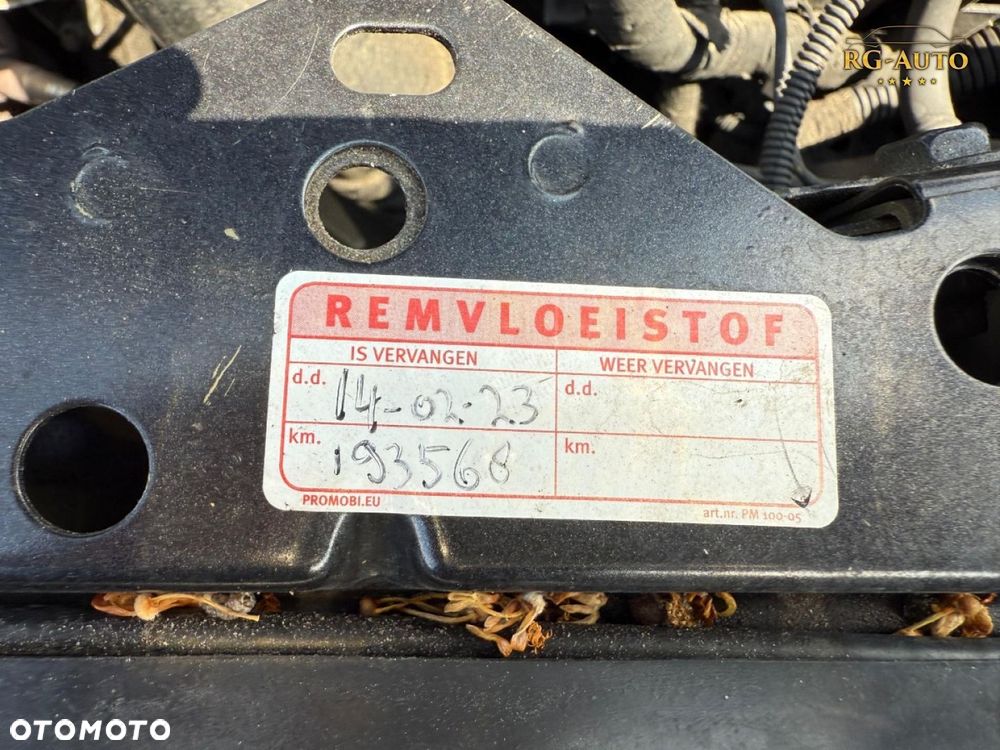 RG-AUTO
REMVLOEISTOF
IS VERVANGEN
WEER VERVANGEN
d.d. 14-02-23
d.d.
km. 193568
km.
PROMOBI.EU
art.nr. PM 100-05
OTOMOTO